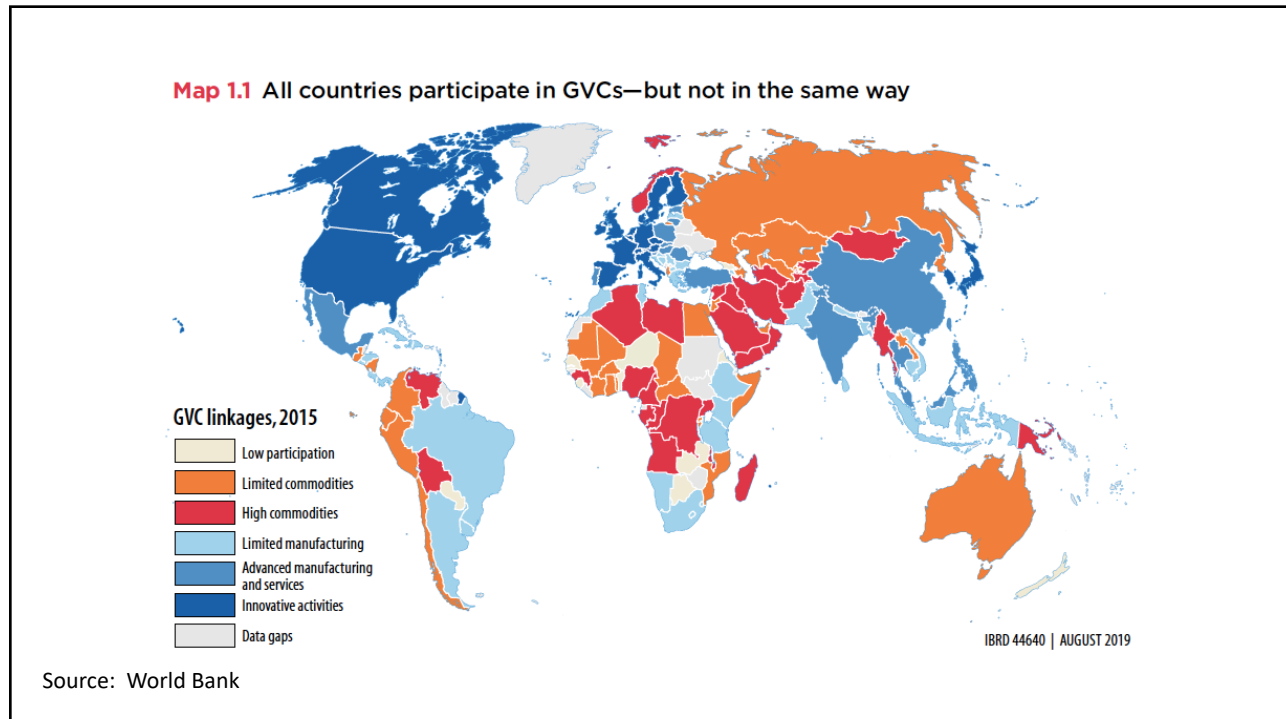 Map 1.1 All countries participate in GVCs—but not in the same way
GVC linkages, 2015
Low participation
Limited commodities
High commodities
Limited manufacturing
Advanced manufacturing
and services
Innovative activities
Data gaps
IBRD 44640 | AUGUST 2019
Source: World Bank